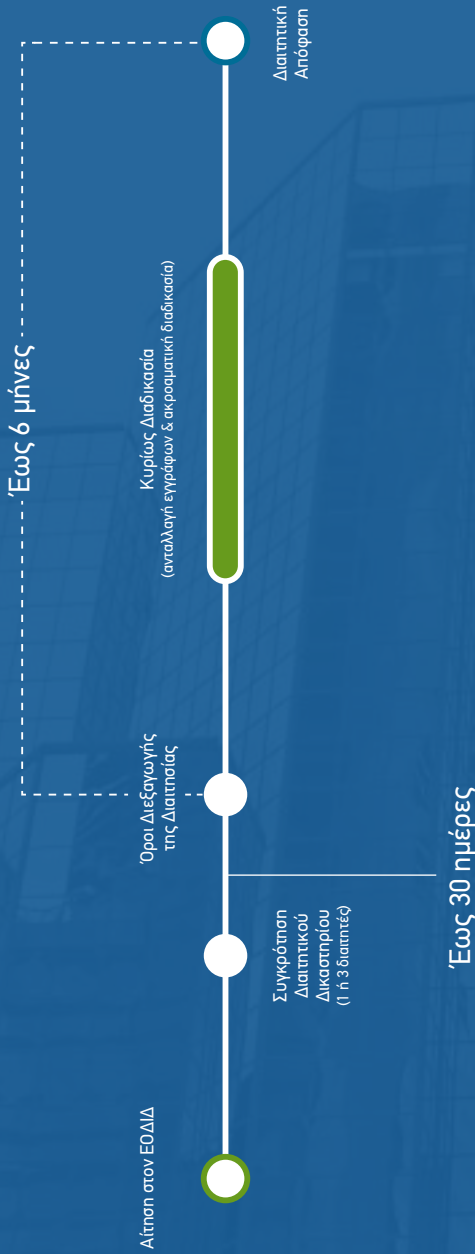 Αίτηση στον ΕΟΔΙΔ
Συγκρότηση
Διαιτητικού
Δικαστηρίου
(1 ή 3 διαιτητές)
Έως 30 ημέρες
Όροι Διεξαγωγής
της Διαιτησίας
Έως 6 μήνες
Κυρίως Διαδικασία
(ανταλλαγή εγγράφων & ακροαματική διαδικασία)
Διαιτητική
Απόφαση